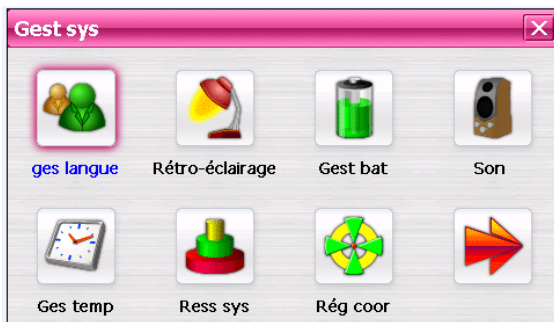 Gest sys
ges langue
Rétro-éclairage
Gest bat
Son
Ges temp
Ress sys
Rég coor